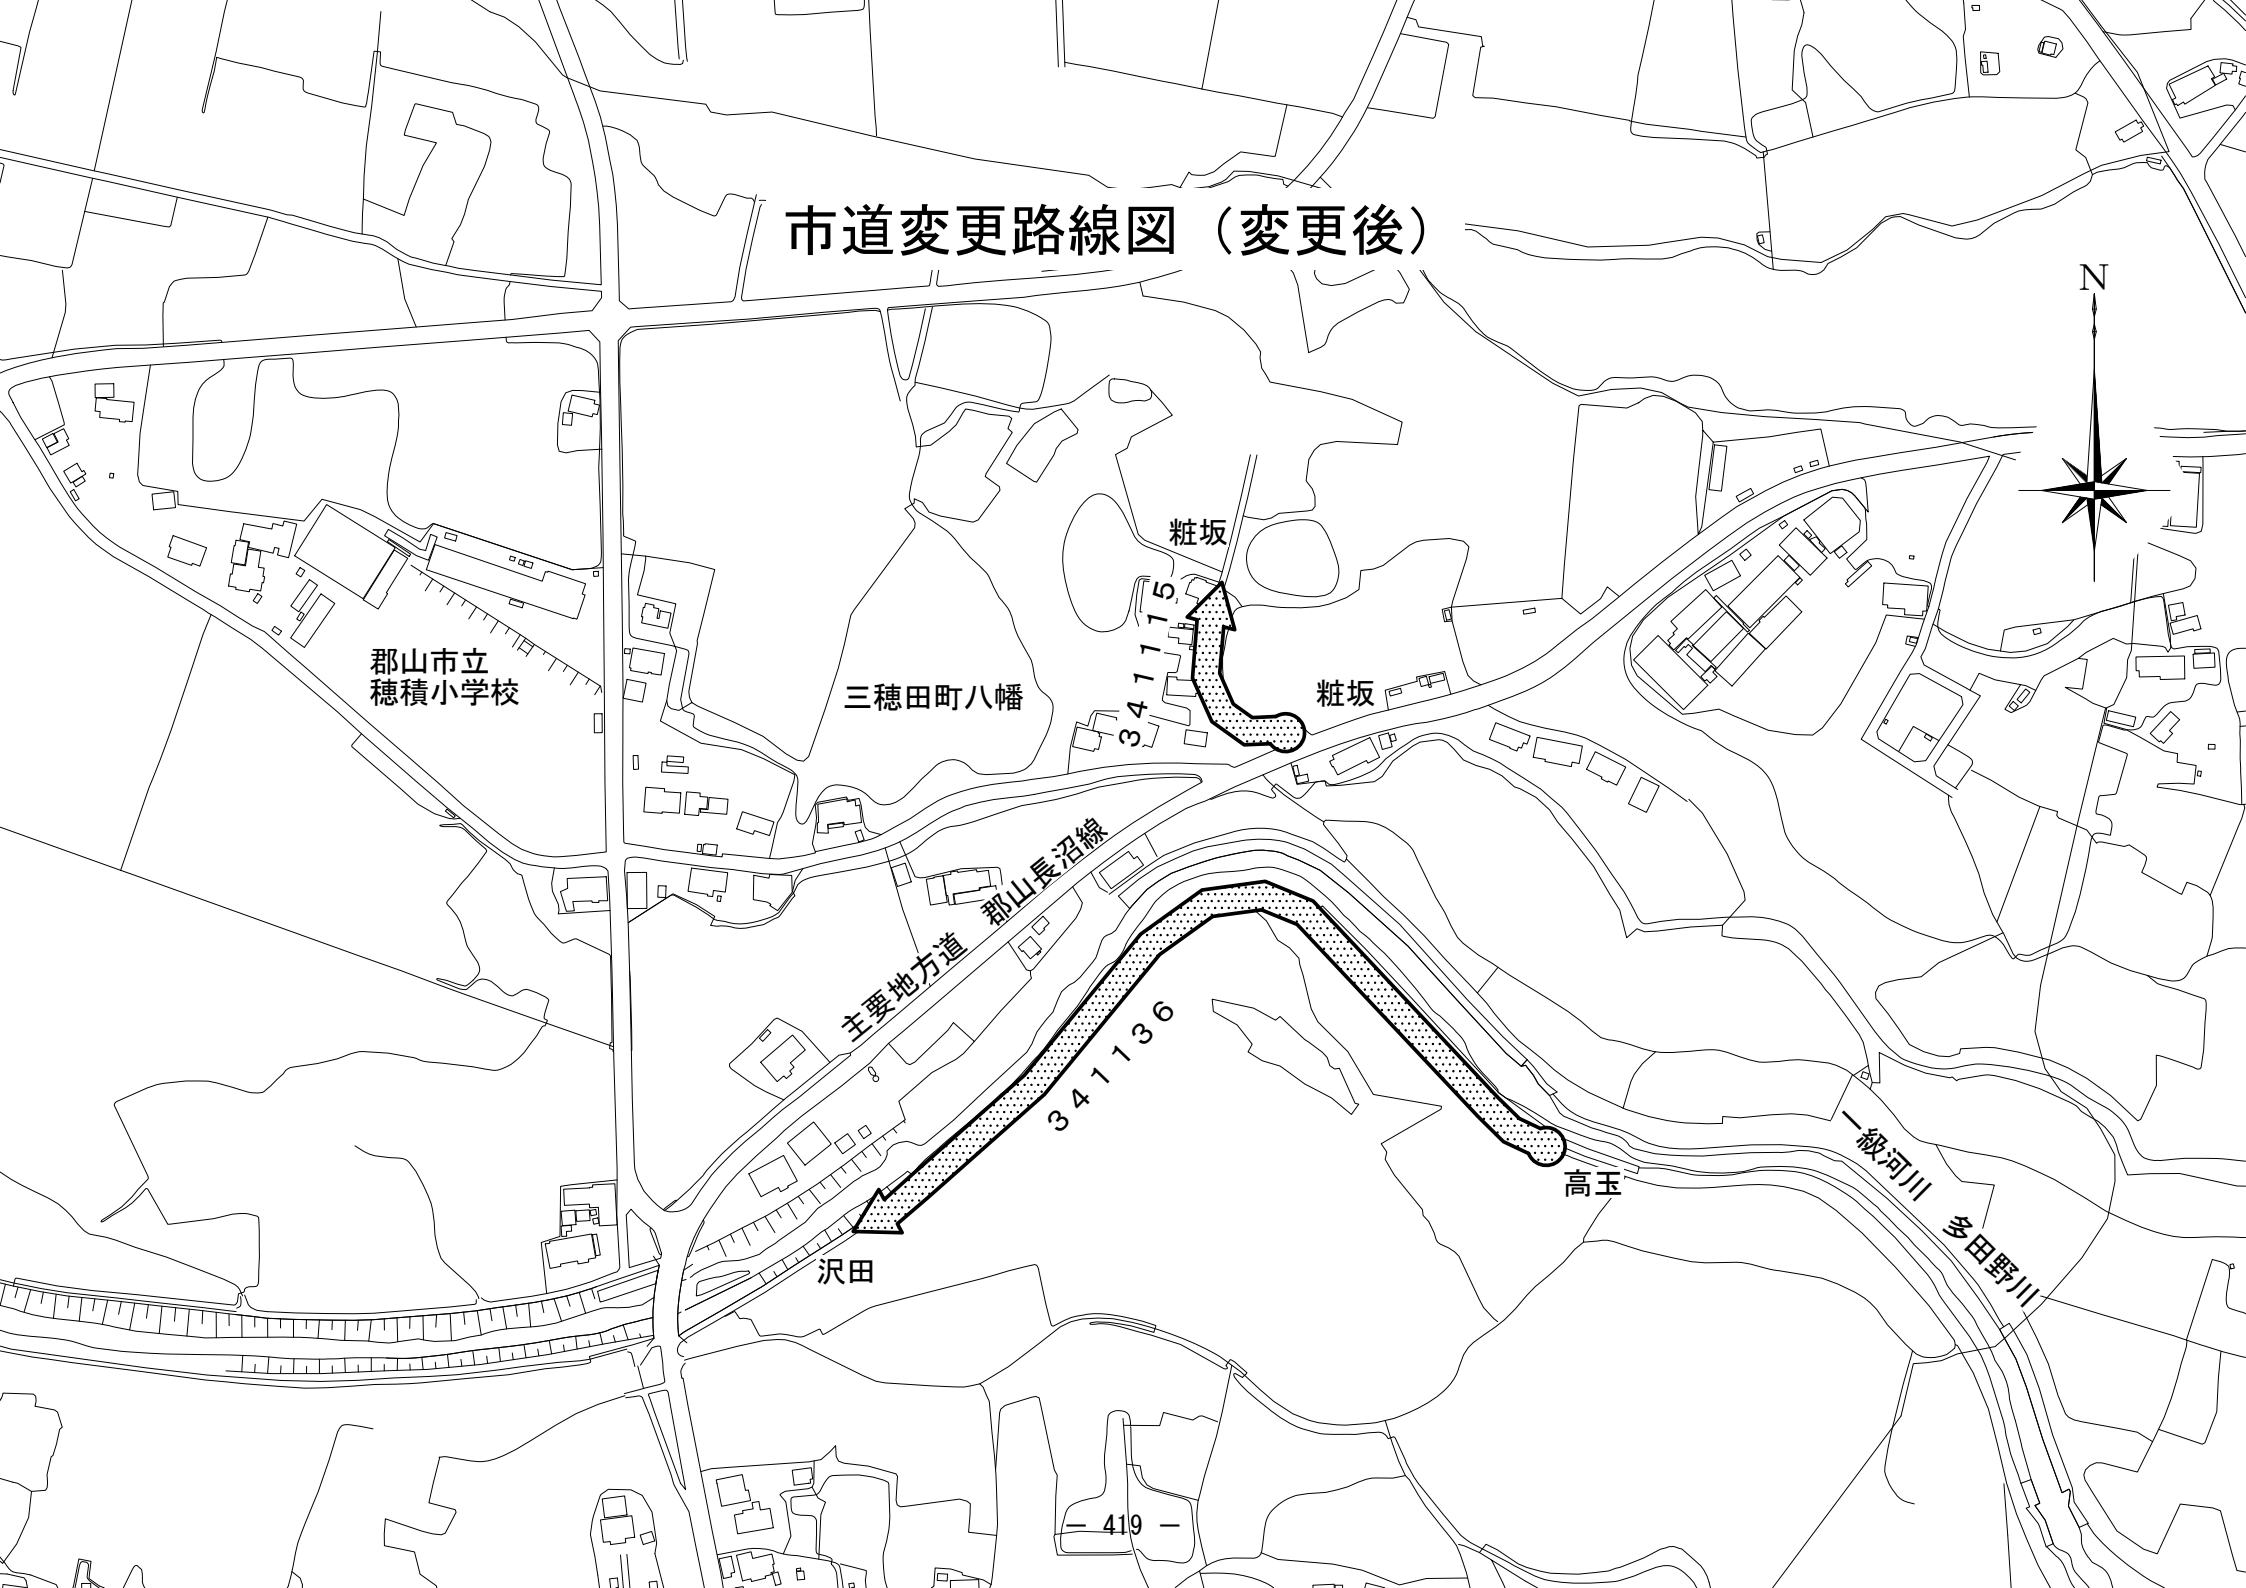 市道変更路線図（変更後）
N
粧坂
341115
郡山市立
穂積小学校
三穂田町八幡
粧坂
主要地方道　郡山長沼線
341136
高玉
一級河川　多田野川
沢田
― 419 ―